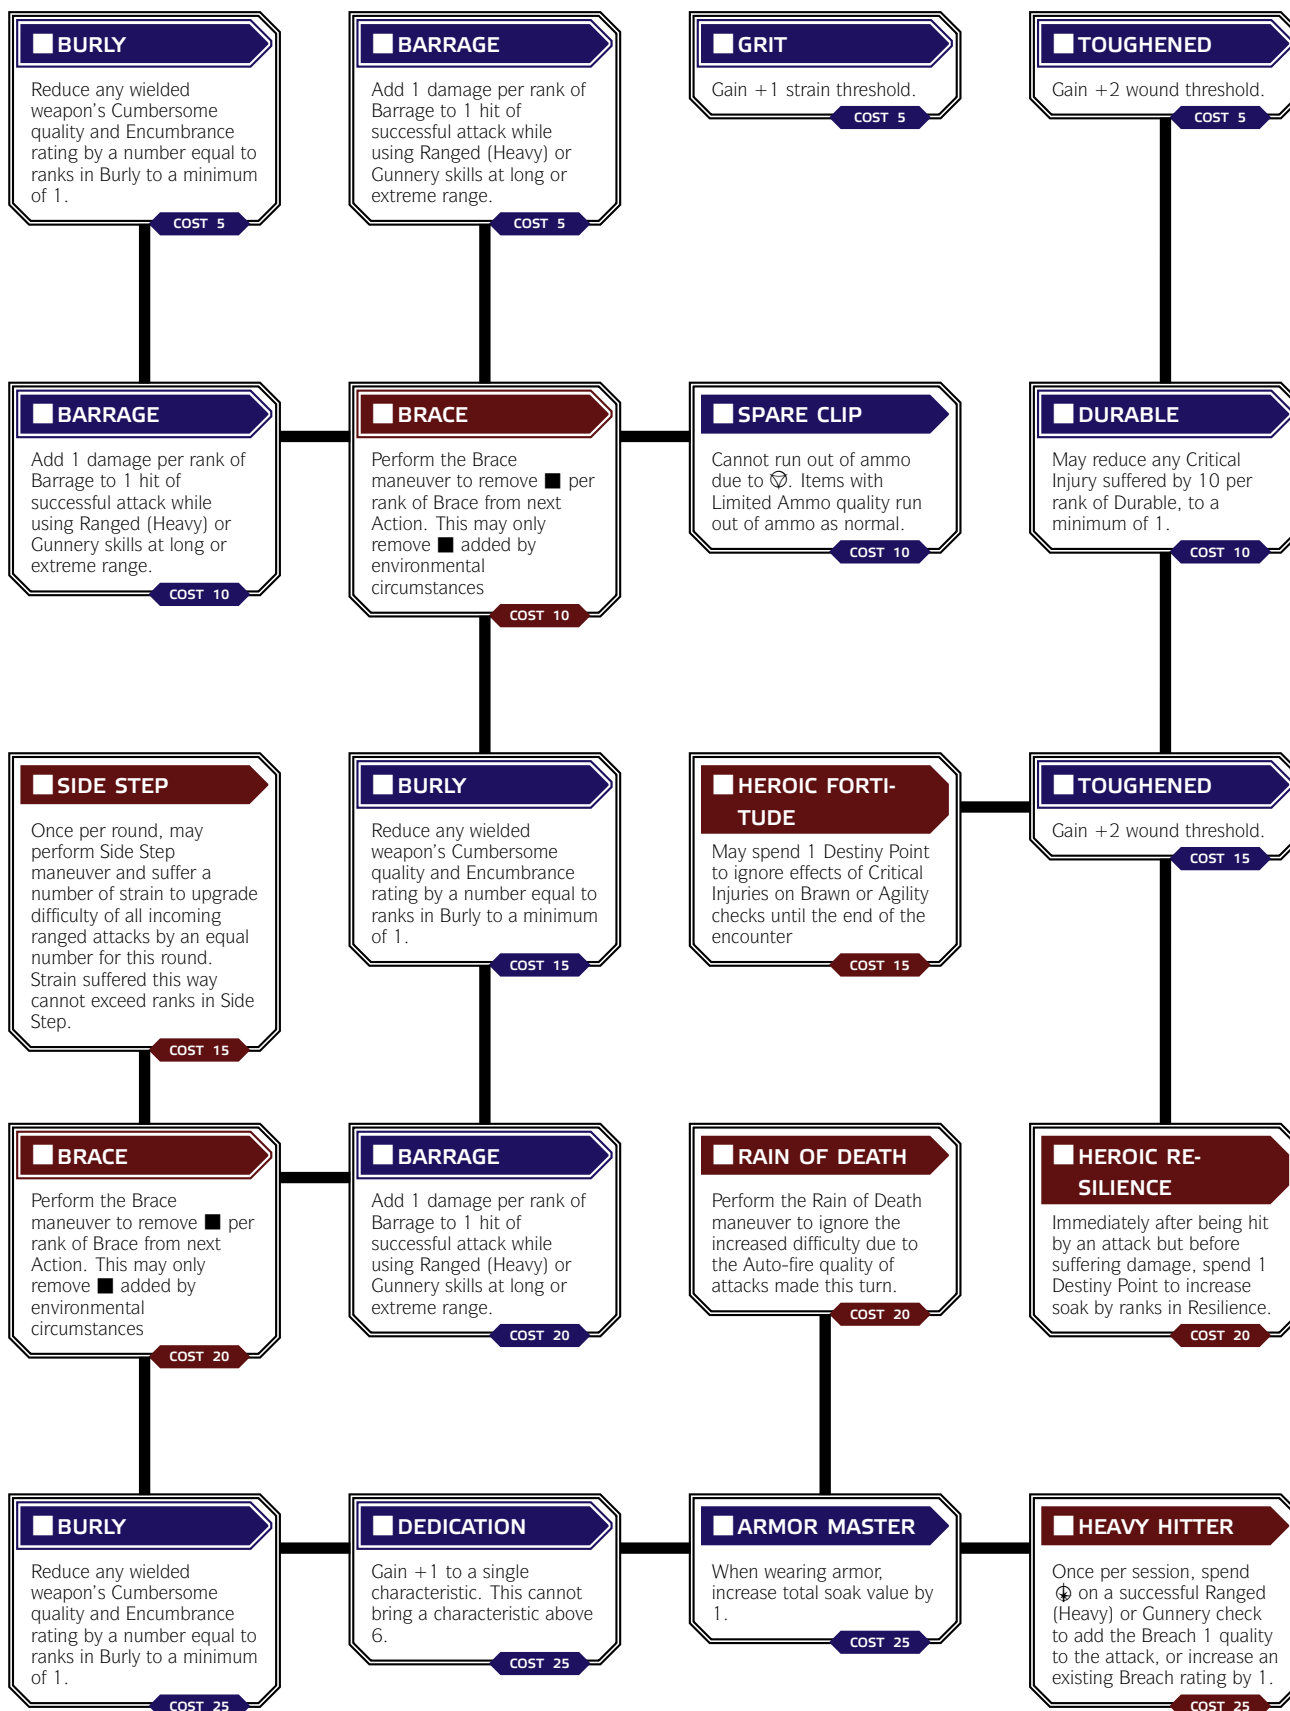 BURLY
Reduce any wielded
weapon's Cumbersome
quality and Encumbrance
rating by a number equal to
ranks in Burly to a minimum
of 1.
COST 5
BARRAGE
Add 1 damage per rank of
Barrage to 1 hit of
successful attack while
using Ranged (Heavy) or
Gunnery skills at long or
extreme range.
COST 5
GRIT
Gain +1 strain threshold.
COST 5
TOUGHENED
Gain +2 wound threshold.
COST 5
BARRAGE
Add 1 damage per rank of
Barrage to 1 hit of
successful attack while
using Ranged (Heavy) or
Gunnery skills at long or
extreme range.
COST 10
BRACE
Perform the Brace
maneuver to remove ■ per
rank of Brace from next
Action. This may only
remove ■ added by
environmental
circumstances
COST 10
SPARE CLIP
Cannot run out of ammo
due to . Items with
Limited Ammo quality run
out of ammo as normal.
COST 10
DURABLE
May reduce any Critical
Injury suffered by 10 per
rank of Durable, to a
minimum of 1.
COST 10
SIDE STEP
Once per round, may
perform Side Step
maneuver and suffer a
number of strain to upgrade
difficulty of all incoming
ranged attacks by an equal
number for this round.
Strain suffered this way
cannot exceed ranks in Side
Step.
COST 15
BURLY
Reduce any wielded
weapon's Cumbersome
quality and Encumbrance
rating by a number equal to
ranks in Burly to a minimum
of 1.
COST 15
HEROIC FORTI-
TUDE
May spend 1 Destiny Point
to ignore effects of Critical
Injuries on Brawn or Agility
checks until the end of the
encounter
COST 15
TOUGHENED
Gain +2 wound threshold.
COST 15
BRACE
Perform the Brace
maneuver to remove ■ per
rank of Brace from next
Action. This may only
remove ■ added by
environmental
circumstances
COST 20
BARRAGE
Add 1 damage per rank of
Barrage to 1 hit of
successful attack while
using Ranged (Heavy) or
Gunnery skills at long or
extreme range.
COST 20
RAIN OF DEATH
Perform the Rain of Death
maneuver to ignore the
increased difficulty due to
the Auto-fire quality of
attacks made this turn.
COST 20
HEROIC RE-
SILIENCE
Immediately after being hit
by an attack but before
suffering damage, spend 1
Destiny Point to increase
soak by ranks in Resilience.
COST 20
BURLY
Reduce any wielded
weapon's Cumbersome
quality and Encumbrance
rating by a number equal to
ranks in Burly to a minimum
of 1.
COST 25
DEDICATION
Gain +1 to a single
characteristic. This cannot
bring a characteristic above
6.
COST 25
ARMOR MASTER
When wearing armor,
increase total soak value by
1.
COST 25
HEAVY HITTER
Once per session, spend
on a successful Ranged
(Heavy) or Gunnery check
to add the Breach 1 quality
to the attack, or increase an
existing Breach rating by 1.
COST 25